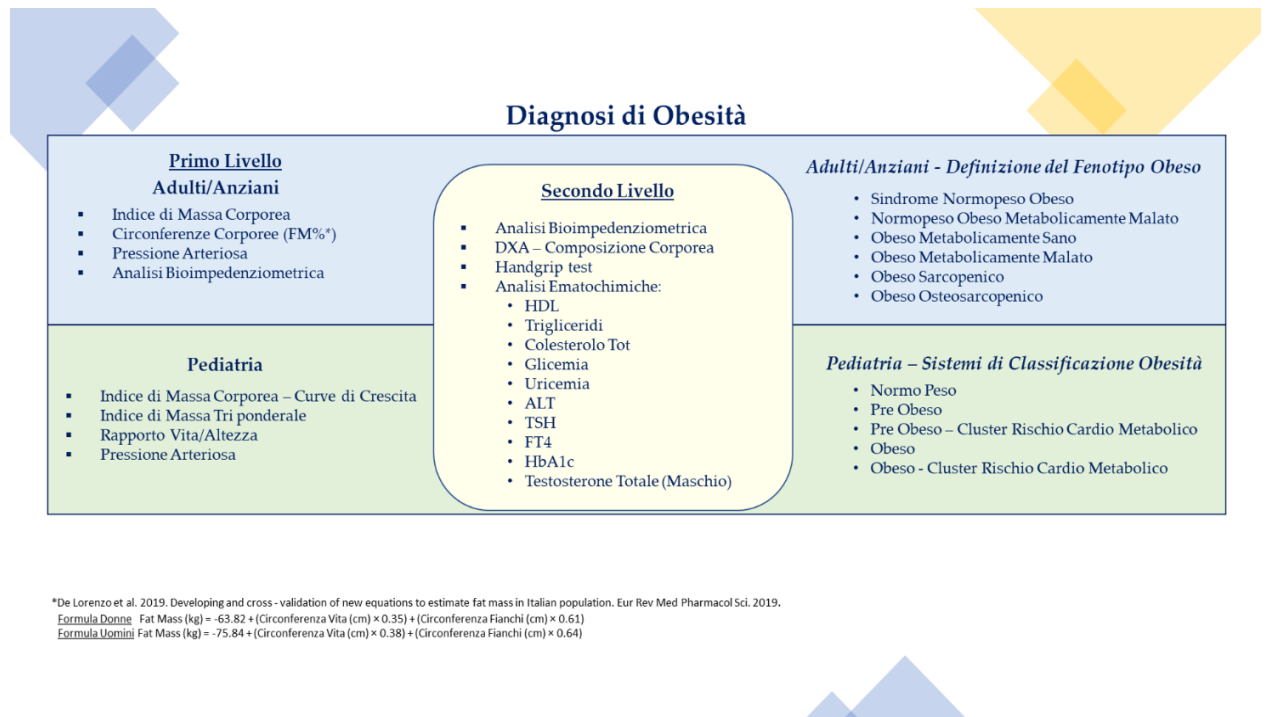 Diagnosi di Obesità
Primo Livello
Adulti/Anziani
▪ Indice di Massa Corporea
▪ Circonferenze Corporee (FM%*)
▪ Pressione Arteriosa
▪ Analisi Bioimpedenziometrica
Pediatria
▪ Indice di Massa Corporea – Curve di Crescita
▪ Indice di Massa Tri ponderale
▪ Rapporto Vita/Altezza
▪ Pressione Arteriosa
Secondo Livello
▪ Analisi Bioimpedenziometrica
▪ DXA – Composizione Corporea
▪ Handgrip test
▪ Analisi Ematochimiche:
• HDL
• Trigliceridi
• Colesterolo Tot
• Glicemia
• Uricemia
• ALT
• TSH
• FT4
• HbA1c
• Testosterone Totale (Maschio)
Adulti/Anziani - Definizione del Fenotipo Obeso
• Sindrome Normopeso Obeso
• Normopeso Obeso Metabolicamente Malato
• Obeso Metabolicamente Sano
• Obeso Metabolicamente Malato
• Obeso Sarcopenico
• Obeso Osteosarcopenico
Pediatria – Sistemi di Classificazione Obesità
• Normo Peso
• Pre Obeso
• Pre Obeso – Cluster Rischio Cardio Metabolico
• Obeso
• Obeso - Cluster Rischio Cardio Metabolico
*De Lorenzo et al. 2019. Developing and cross - validation of new equations to estimate fat mass in Italian population. Eur Rev Med Pharmacol Sci. 2019.
Formula Donne Fat Mass (kg) = -63.82 + (Circonferenza Vita (cm) × 0.35) + (Circonferenza Fianchi (cm) × 0.61)
Formula Uomini Fat Mass (kg) = -75.84 + (Circonferenza Vita (cm) × 0.38) + (Circonferenza Fianchi (cm) × 0.64)